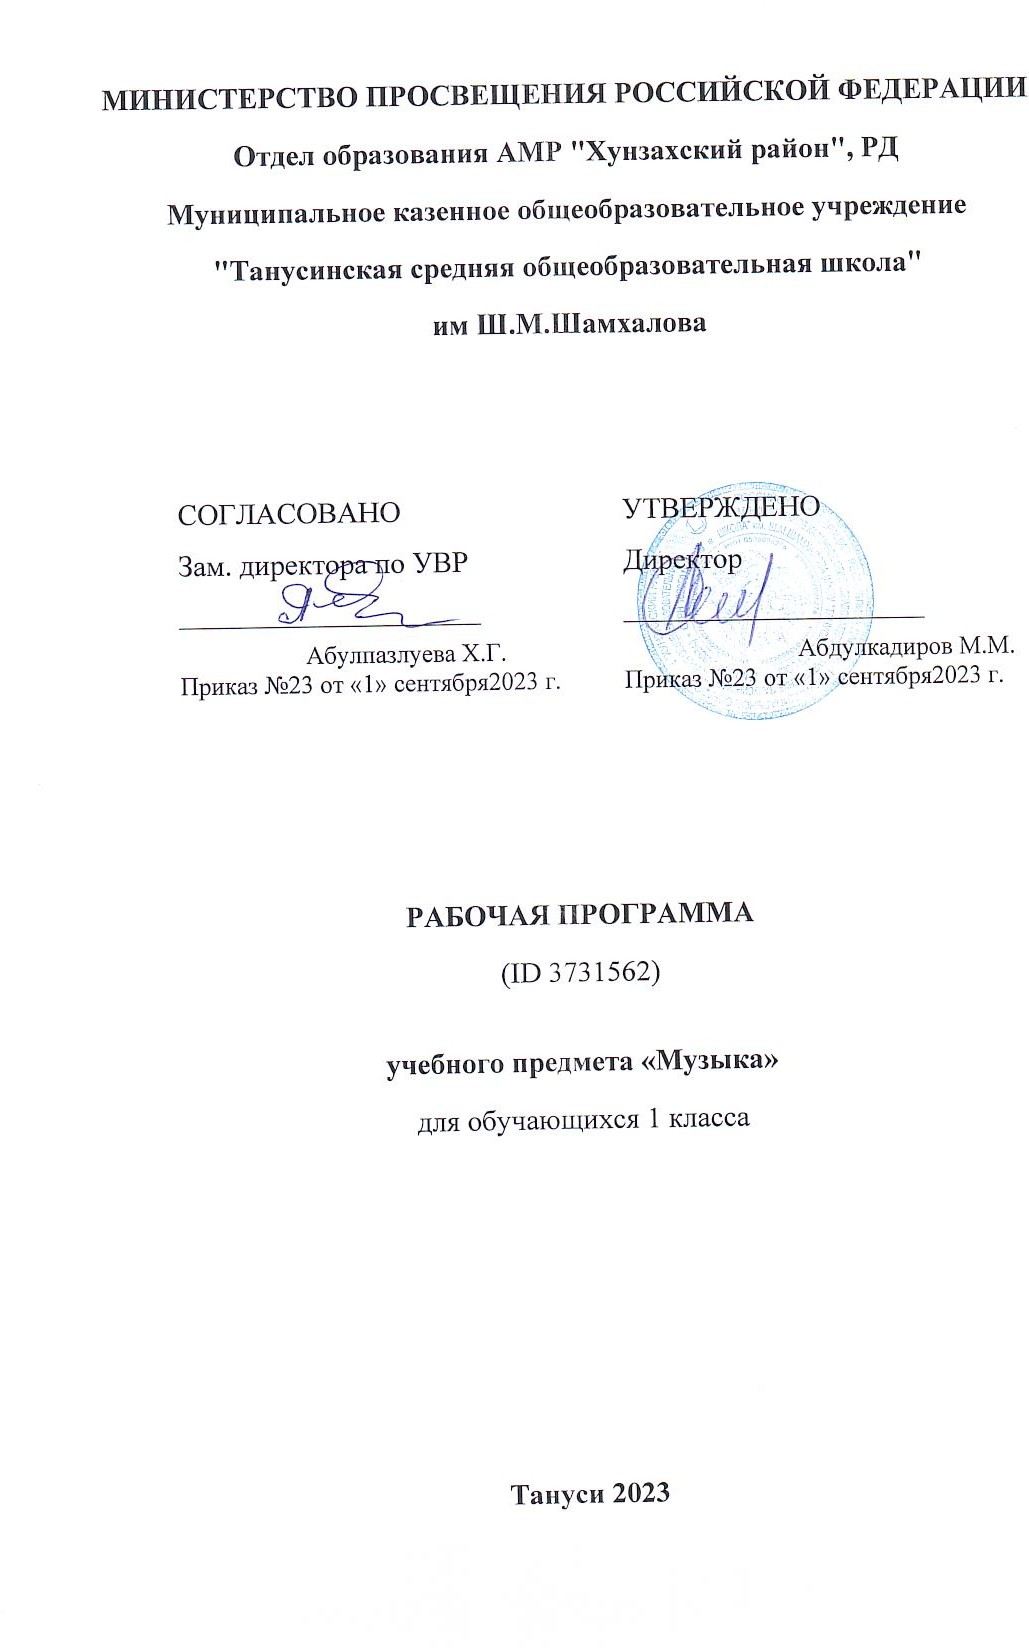 МИНИСТЕРСТВО ПРОСВЕЩЕНИЯ РОССИЙСКОЙ ФЕДЕРАЦИИ
Отдел образования АМР "Хунзахский район", РД
Муниципальное казенное общеобразовательное учреждение
"Танусинская средняя общеобразовательная школа"
им Ш.М.Шамхалова
СОГЛАСОВАНО
Зам. директора по УВР
Абулпазлуева Х.Г.
Приказ №23 от «1» сентября2023 г.
УТВЕРЖДЕНО
Директор
Абдулкадиров М.М.
Приказ №23 от «1» сентября2023 г.
РАБОЧАЯ ПРОГРАММА
(ID 3731562)
учебного предмета «Музыка»
для обучающихся 1 класса
Тануси 2023